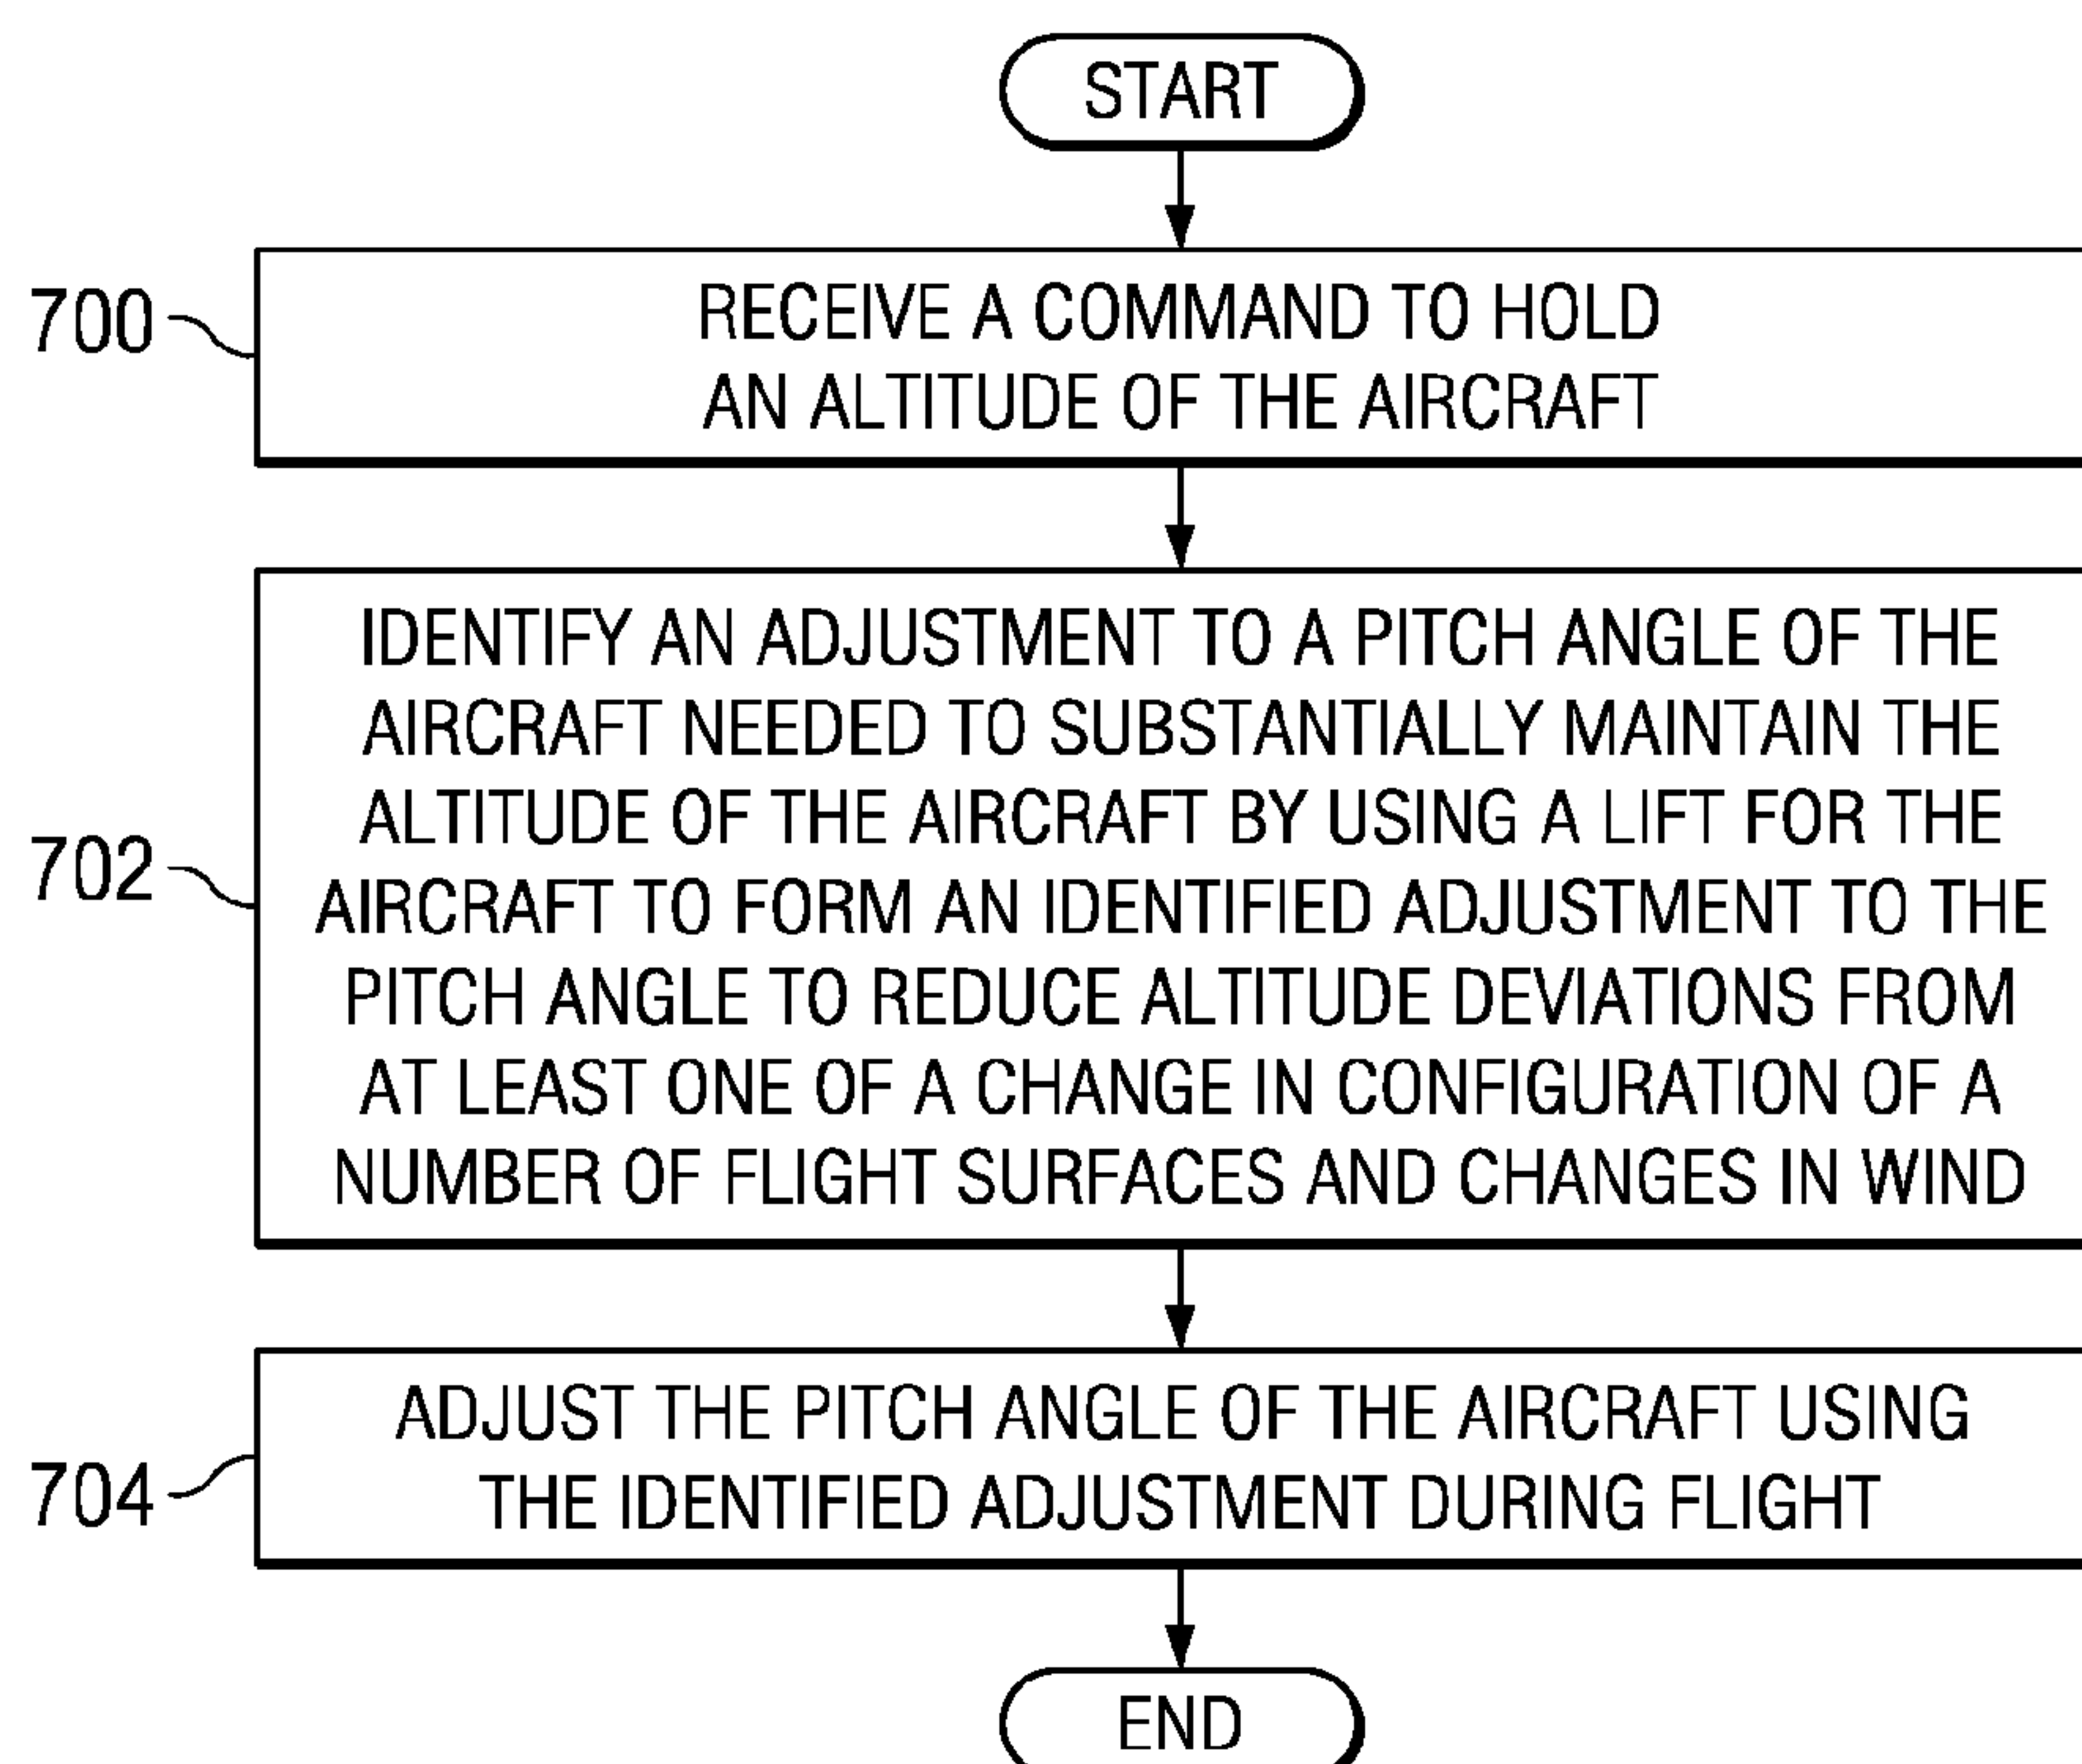 START
700
RECEIVE A COMMAND TO HOLD
AN ALTITUDE OF THE AIRCRAFT
702
IDENTIFY AN ADJUSTMENT TO A PITCH ANGLE OF THE
AIRCRAFT NEEDED TO SUBSTANTIALLY MAINTAIN THE
ALTITUDE OF THE AIRCRAFT BY USING A LIFT FOR THE
AIRCRAFT TO FORM AN IDENTIFIED ADJUSTMENT TO THE
PITCH ANGLE TO REDUCE ALTITUDE DEVIATIONS FROM
AT LEAST ONE OF A CHANGE IN CONFIGURATION OF A
NUMBER OF FLIGHT SURFACES AND CHANGES IN WIND
704
ADJUST THE PITCH ANGLE OF THE AIRCRAFT USING
THE IDENTIFIED ADJUSTMENT DURING FLIGHT
END